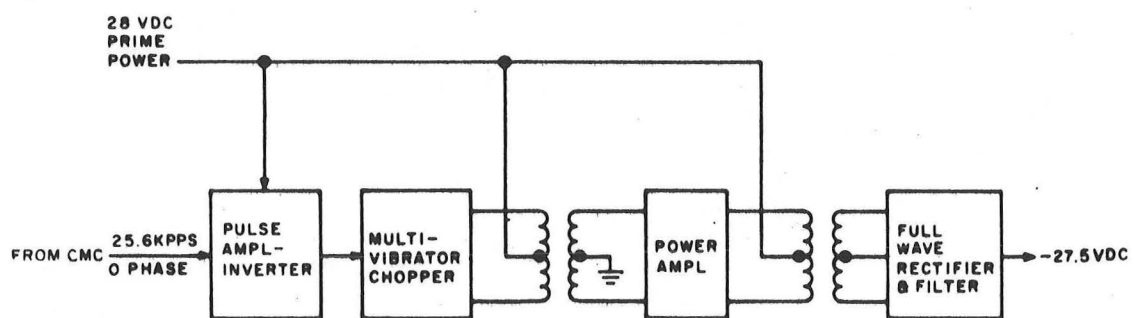 28 VDC
PRIME
POWER
FROM CMC
25.6KPPS
0 PHASE
PULSE
AMPL-
INVERTER
MULTI-
VIBRATOR
CHOPPER
POWER
AMPL
FULL
WAVE
RECTIFIER
& FILTER
-27.5VDC